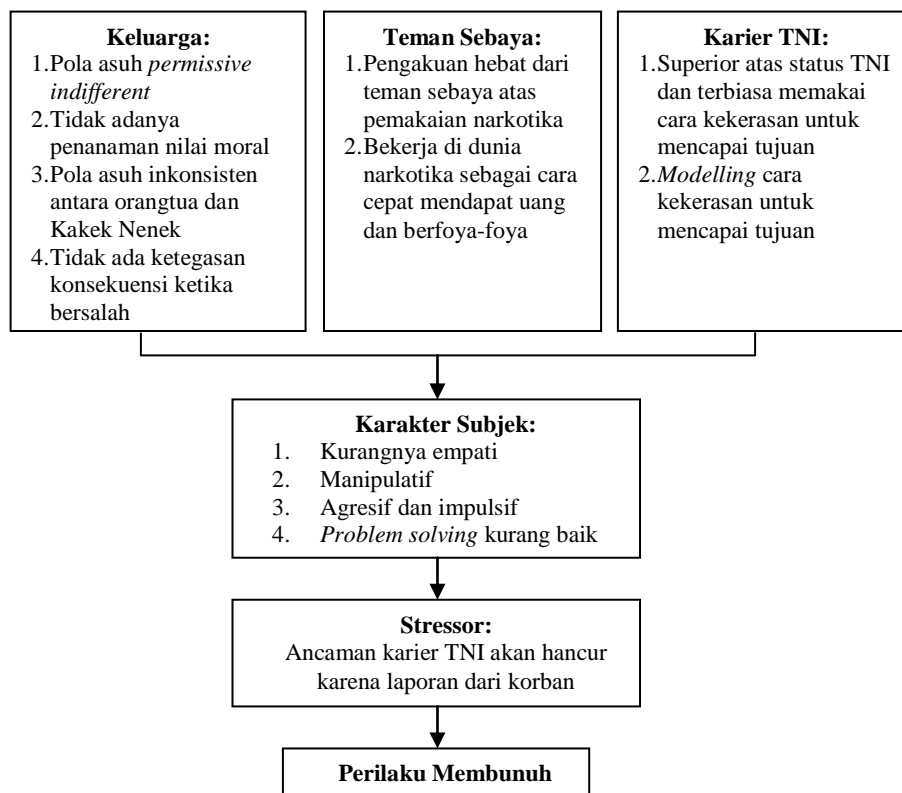 Keluarga:
1.Pola asuh permissive
indifferent
2.Tidak adanya
penanaman nilai moral
3.Pola asuh inkonsisten
antara orangtua dan
Kakek Nenek
4.Tidak ada ketegasan
konsekuensi ketika
bersalah
Teman Sebaya:
1.Pengakuan hebat dari
teman sebaya atas
pemakaian narkotika
2.Bekerja di dunia
narkotika sebagai cara
cepat mendapat uang
dan berfoya-foya
Karier TNI:
1.Superior atas status TNI
dan terbiasa memakai
cara kekerasan untuk
mencapai tujuan
2.Modelling cara
kekerasan untuk
mencapai tujuan
Karakter Subjek:
1. Kurangnya empati
2. Manipulatif
3. Agresif dan impulsif
4. Problem solving kurang baik
Stressor:
Ancaman karier TNI akan hancur
karena laporan dari korban
Perilaku Membunuh